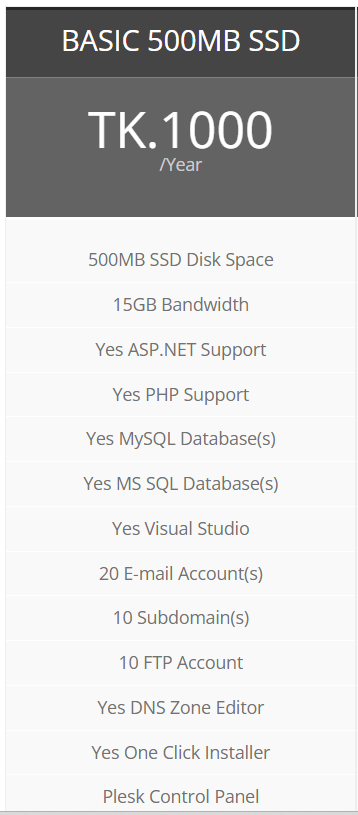 BASIC 500MB SSD
TK.1000
/Year
500MB SSD Disk Space
15GB Bandwidth
Yes ASP.NET Support
Yes PHP Support
Yes MySQL Database(s)
Yes MS SQL Database(s)
Yes Visual Studio
20 E-mail Account(s)
10 Subdomain(s)
10 FTP Account
Yes DNS Zone Editor
Yes One Click Installer
Plesk Control Panel